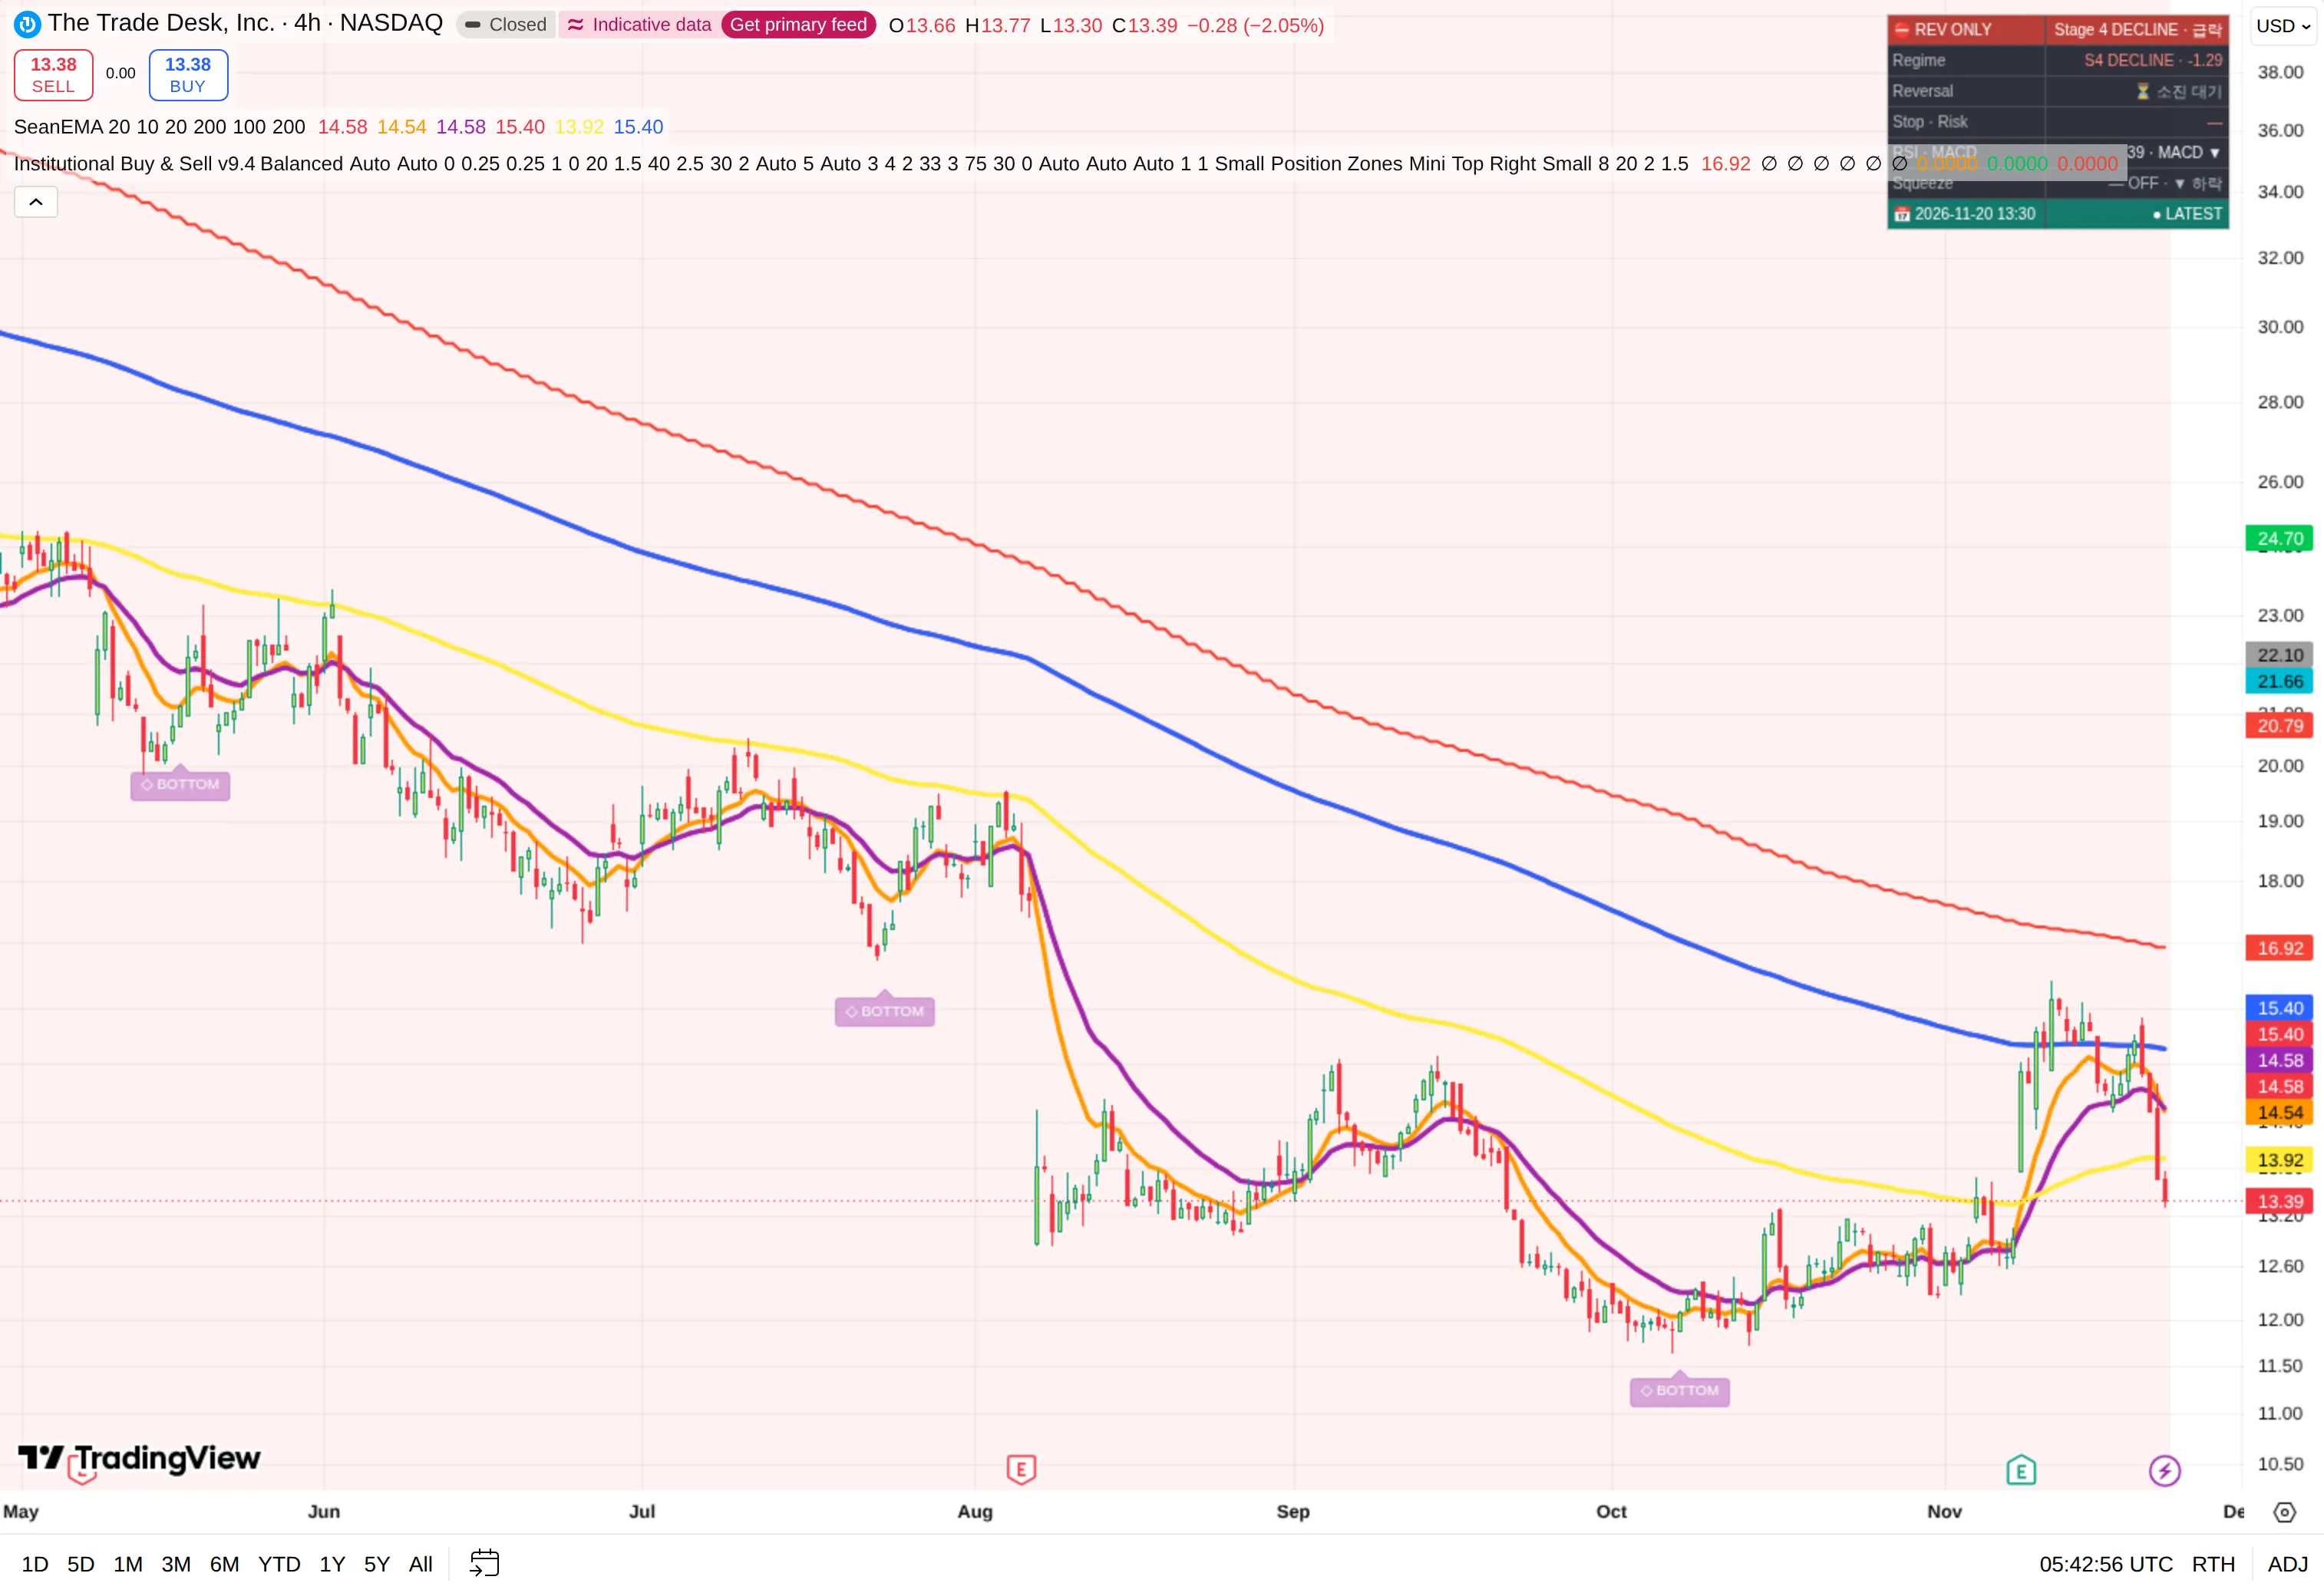 The Trade Desk, Inc. · 4h · NASDAQ Closed Indicative data Get primary feed O13.66 H13.77 L13.30 C13.39 −0.28 (−2.05%)
13.38 SELL
0.00
13.38 BUY
SeanEMA 20 10 20 200 100 200 14.58 14.54 14.58 15.40 13.92 15.40
Institutional Buy & Sell v9.4 Balanced Auto Auto 0 0.25 0.25 1 0 20 1.5 40 2.5 30 2 Auto 5 Auto 3 4 2 33 3 75 30 0 Auto Auto Auto 1 1 Small Position Zones Mini Top Right Small 8 20 2 1.5 16.92 ∅ ∅ ∅ ∅ ∅ ∅ 0.0000 0.0000 0.0000
REV ONLY Stage 4 DECLINE · 급락
Regime S4 DECLINE · -1.29
Reversal ⏳ 소진 대기
Stop · Risk —
RSI · MACD 39 · MACD ▼
Squeeze — OFF · ▼ 하락
2026-11-20 13:30 ● LATEST
USD
38.00
36.00
34.00
32.00
30.00
28.00
26.00
24.70
23.00
22.10
21.66
20.79
20.00
19.00
18.00
16.92
15.40
15.40
14.58
14.58
14.54
13.92
13.39
13.20
12.60
12.00
11.50
11.00
10.50
◇ BOTTOM
◇ BOTTOM
◇ BOTTOM
TradingView
E
E
May Jun Jul Aug Sep Oct Nov De
1D 5D 1M 3M 6M YTD 1Y 5Y All
05:42:56 UTC RTH ADJ